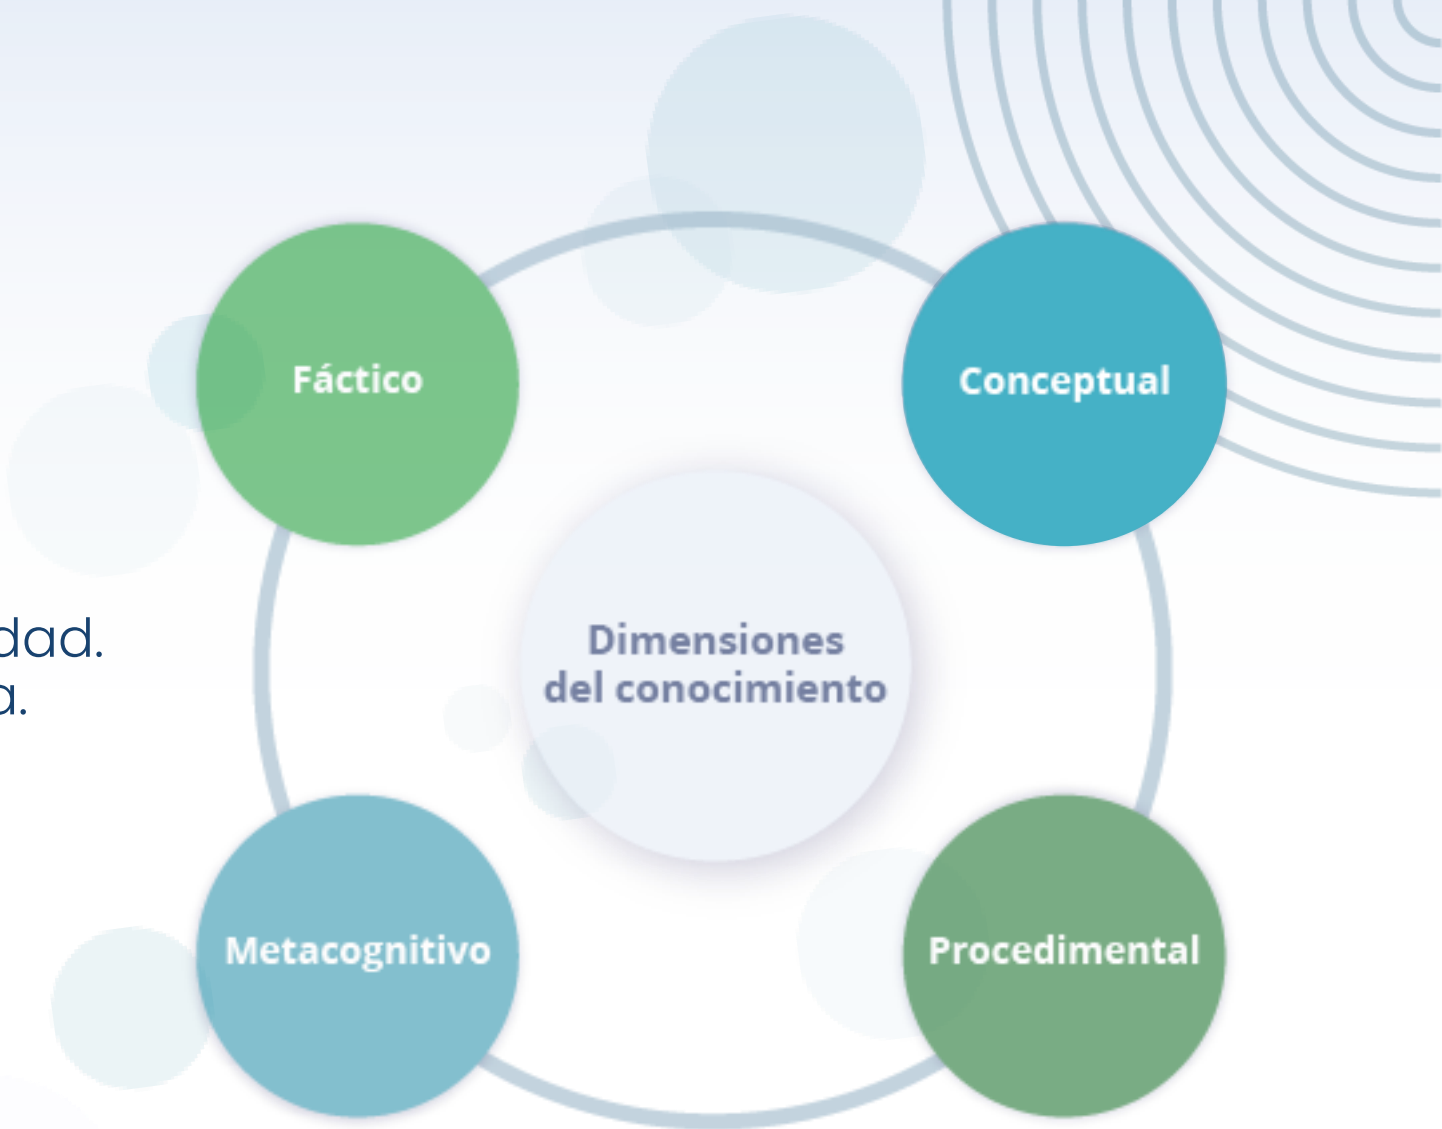 Fáctico
Conceptual
dad.
a.
Dimensiones
del conocimiento
Metacognitivo
Procedimental